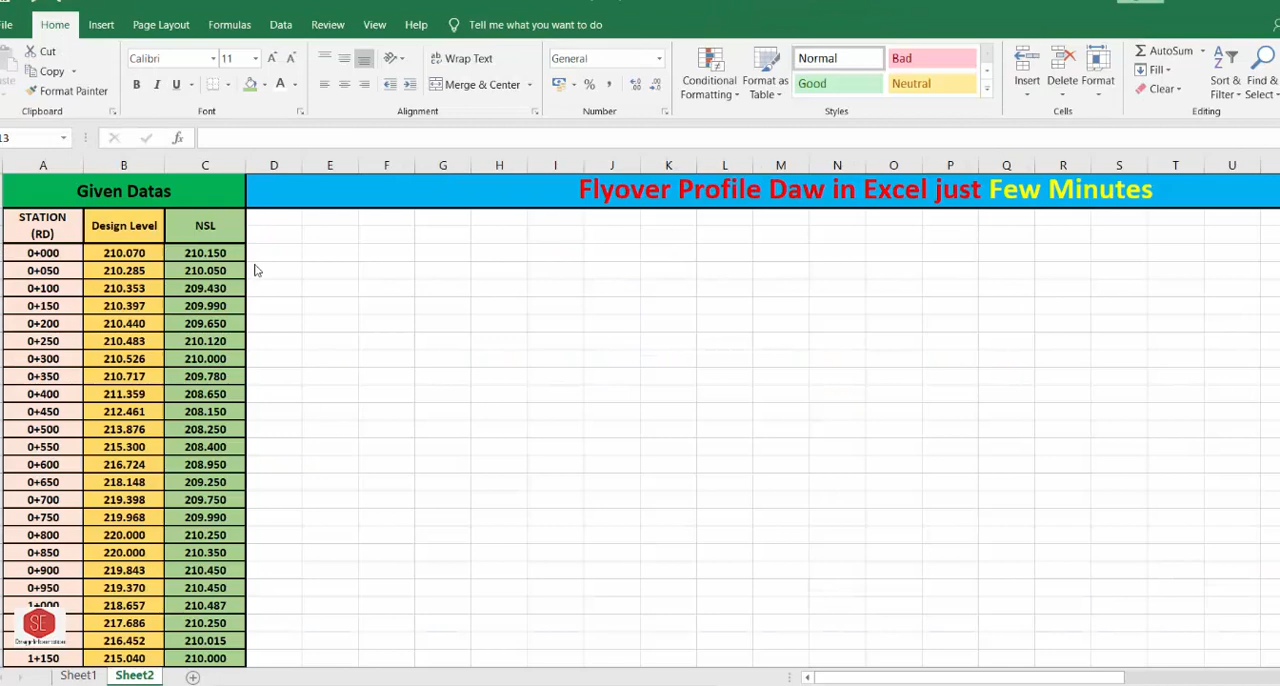 File Home Insert Page Layout Formulas Data Review View Help Tell me what you want to do
Cut
Copy
Format Painter
Clipboard
Calibri 11
B I U
Font
Wrap Text
Merge & Center
Alignment
General
%
Number
Conditional Formatting
Format as Table
Normal Bad
Good Neutral
Styles
Insert Delete Format
Cells
AutoSum
Fill
Clear
Sort & Filter
Find & Select
Editing
fx
A B C D E F G H I J K L M N O P Q R S T U
Given Datas Flyover Profile Daw in Excel just Few Minutes
STATION (RD) Design Level NSL
0+000 210.070 210.150
0+050 210.285 210.050
0+100 210.353 209.430
0+150 210.397 209.990
0+200 210.440 209.650
0+250 210.483 210.120
0+300 210.526 210.000
0+350 210.717 209.780
0+400 211.359 208.650
0+450 212.461 208.150
0+500 213.876 208.250
0+550 215.300 208.400
0+600 216.724 208.950
0+650 218.148 209.250
0+700 219.398 209.750
0+750 219.968 209.990
0+800 220.000 210.250
0+850 220.000 210.350
0+900 219.843 210.450
0+950 219.370 210.450
1+000 218.657 210.487
217.686 210.250
216.452 210.015
1+150 215.040 210.000
SE
Sheet1 Sheet2